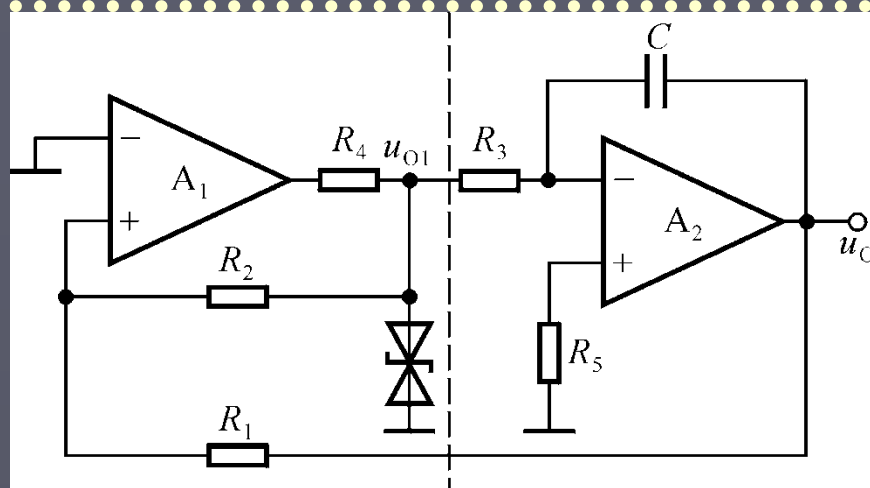 C
R4 uO1 R3
− A1 +
− A2 +
uO
R2
R5
R1